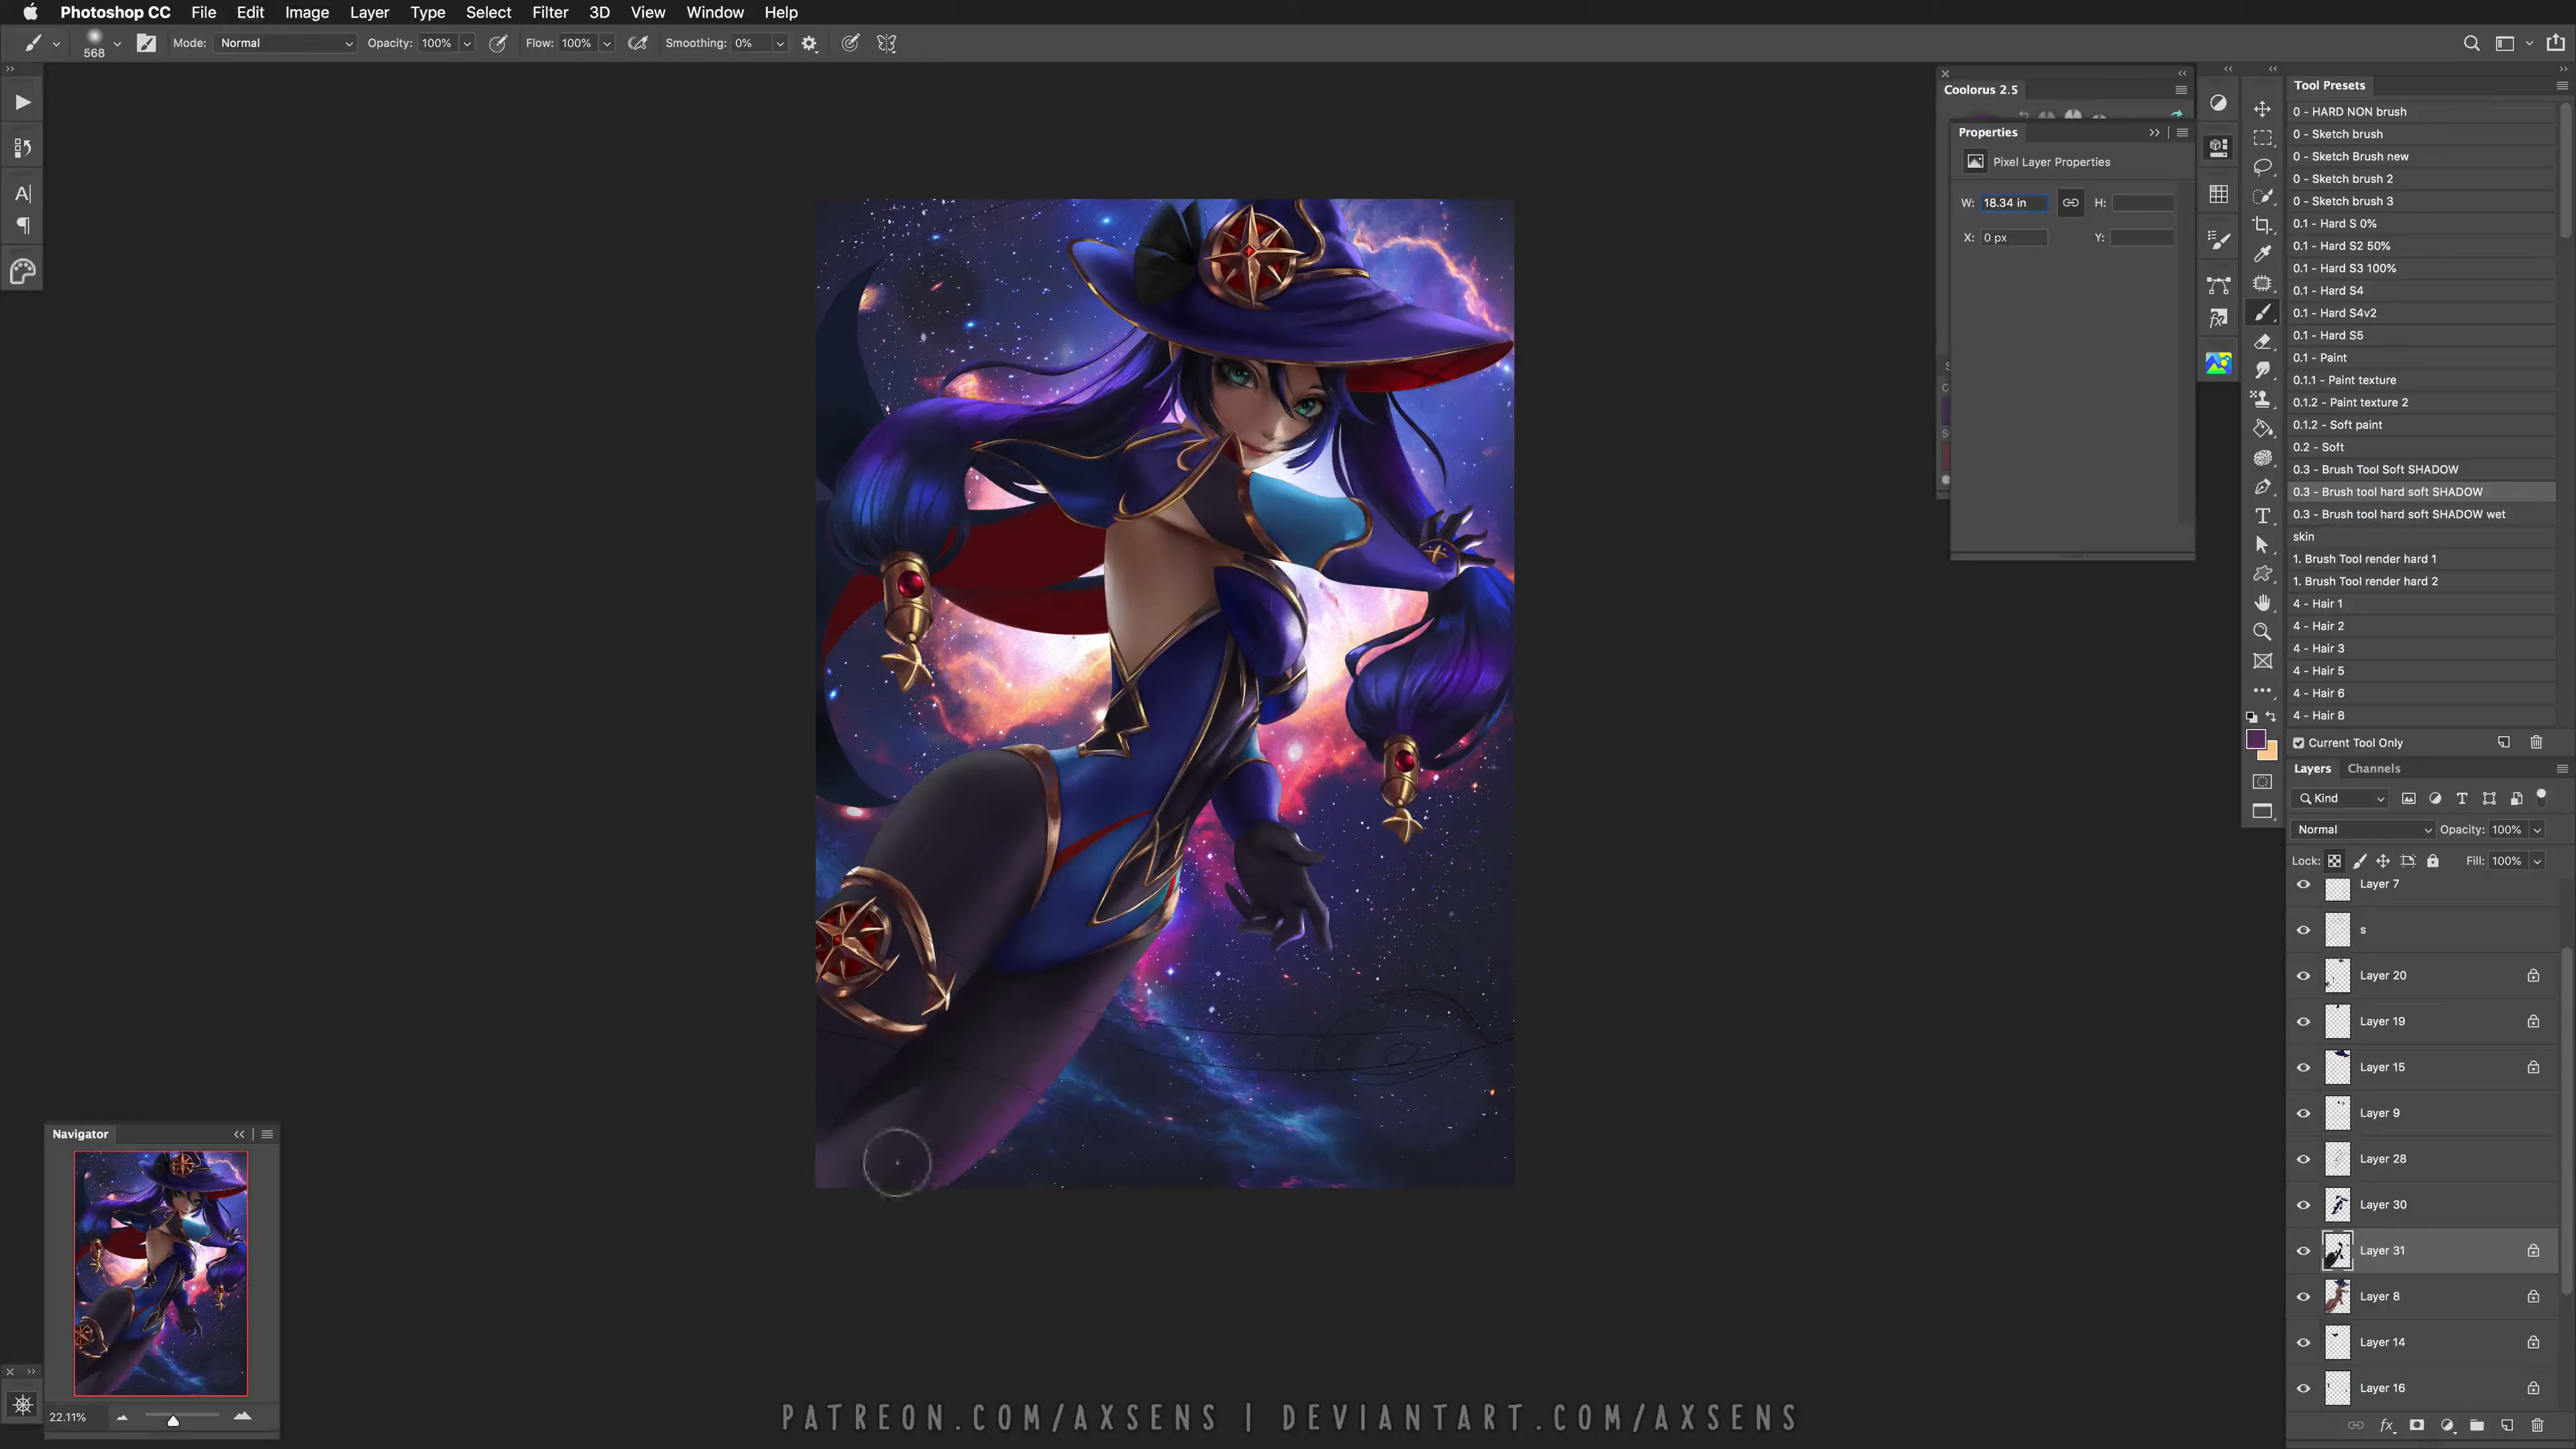 Photoshop CC File Edit Image Layer Type Select Filter 3D View Window Help
568 Mode: Normal Opacity: 100% Flow: 100% Smoothing: 0%
Coolorus 2.5
Properties
Pixel Layer Properties
W: 18.34 in H:
X: 0 px Y:
Tool Presets
0 - HARD NON brush
0 - Sketch brush
0 - Sketch Brush new
0 - Sketch brush 2
0 - Sketch brush 3
0.1 - Hard S 0%
0.1 - Hard S2 50%
0.1 - Hard S3 100%
0.1 - Hard S4
0.1 - Hard S4v2
0.1 - Hard S5
0.1 - Paint
0.1.1 - Paint texture
0.1.2 - Paint texture 2
0.1.2 - Soft paint
0.2 - Soft
0.3 - Brush Tool Soft SHADOW
0.3 - Brush tool hard soft SHADOW
0.3 - Brush tool hard soft SHADOW wet
skin
1. Brush Tool render hard 1
1. Brush Tool render hard 2
4 - Hair 1
4 - Hair 2
4 - Hair 3
4 - Hair 5
4 - Hair 6
4 - Hair 8
Current Tool Only
Layers Channels
Kind
Normal Opacity: 100%
Lock: Fill: 100%
Layer 7
s
Layer 20
Layer 19
Layer 15
Layer 9
Layer 28
Layer 30
Layer 31
Layer 8
Layer 14
Layer 16
Navigator
22.11%
PATREON.COM/AXSENS | DEVIANTART.COM/AXSENS